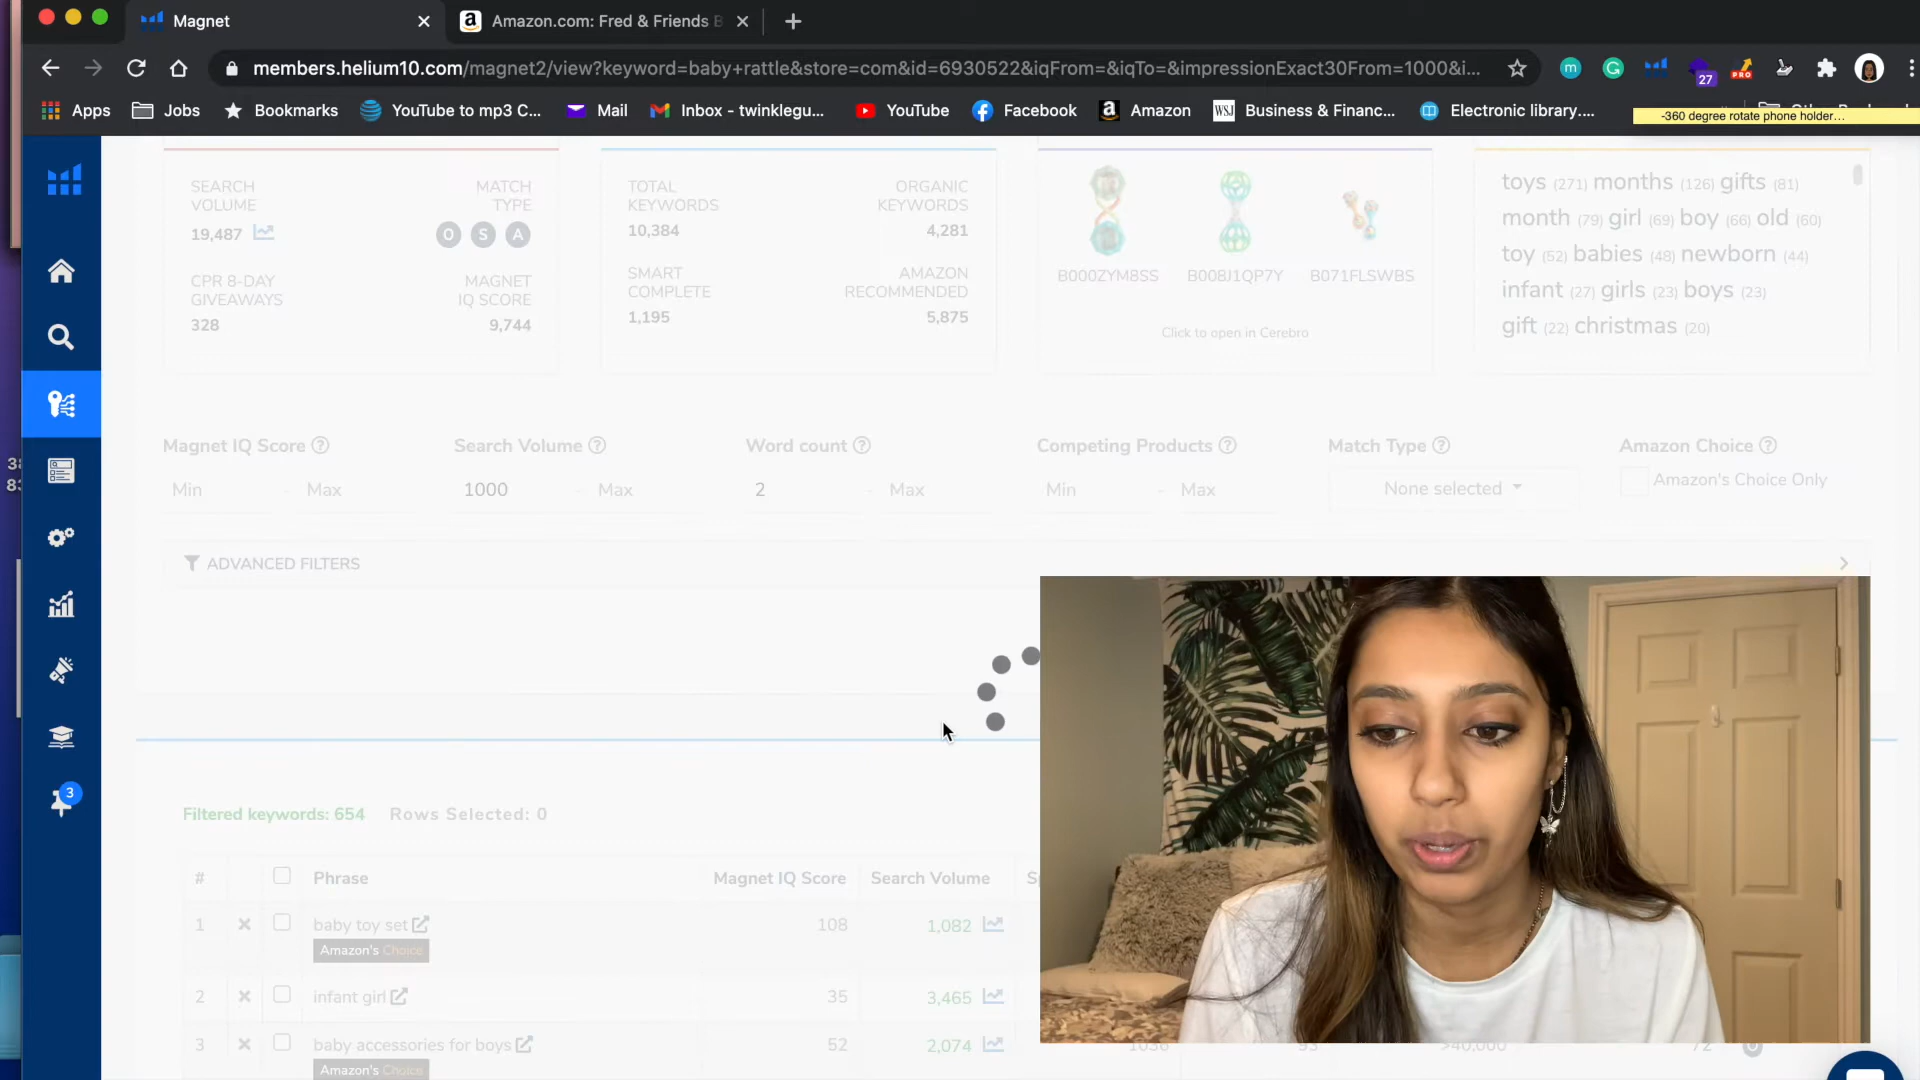 Magnet
Amazon.com: Fred & Friends B
members.helium10.com/magnet2/view?keyword=baby+rattle&store=com&id=6930522&iqFrom=&iqTo=&impressionExact30From=1000&i...
27
PRO
Apps
Jobs
Bookmarks
YouTube to mp3 C...
Mail
Inbox - twinklegu...
YouTube
Facebook
Amazon
WSJ
Business & Financ...
Electronic library....
-360 degree rotate phone holder...
SEARCH VOLUME
19,487
MATCH TYPE
O S A
CPR 8-DAY GIVEAWAYS
328
MAGNET IQ SCORE
9,744
TOTAL KEYWORDS
10,384
ORGANIC KEYWORDS
4,281
SMART COMPLETE
1,195
AMAZON RECOMMENDED
5,875
B000ZYM8SS
B008J1QP7Y
B071FLSWBS
Click to open in Cerebro
toys (271) months (126) gifts (81)
month (79) girl (69) boy (66) old (60)
toy (52) babies (48) newborn (44)
infant (27) girls (23) boys (23)
gift (22) christmas (20)
Magnet IQ Score
Search Volume
Word count
Competing Products
Match Type
Amazon Choice
Min - Max
1000 - Max
2 - Max
Min - Max
None selected
Amazon's Choice Only
ADVANCED FILTERS
3
Filtered keywords: 654
Rows Selected: 0
# Phrase Magnet IQ Score Search Volume
1 baby toy set 108 1,082
Amazon's Choice
2 infant girl 35 3,465
3 baby accessories for boys 52 2,074 1036 93 >40,000 72
Amazon's Choice